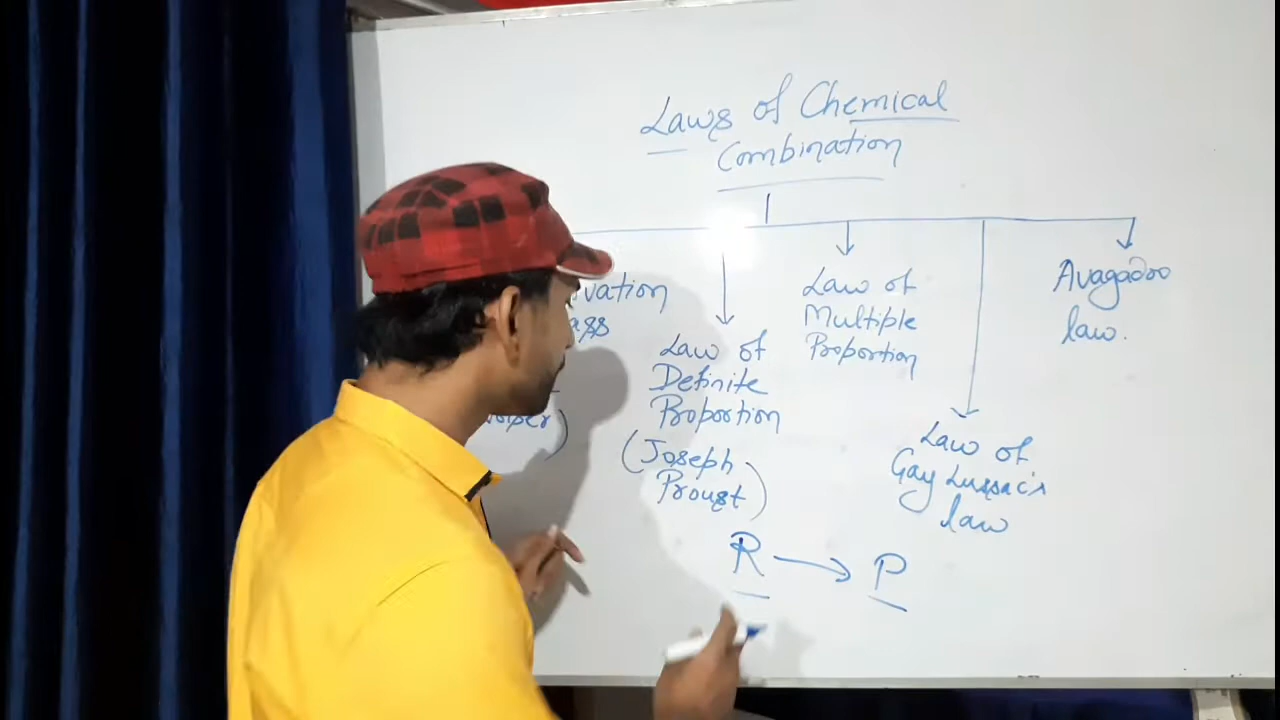 Laws of Chemical
Combination
Law of
Definite
Proportion
(Joseph
Proust)
Law of
Multiple
Proportion
Law of
Gay Lussac's
law
Avagadro
law.
R → P